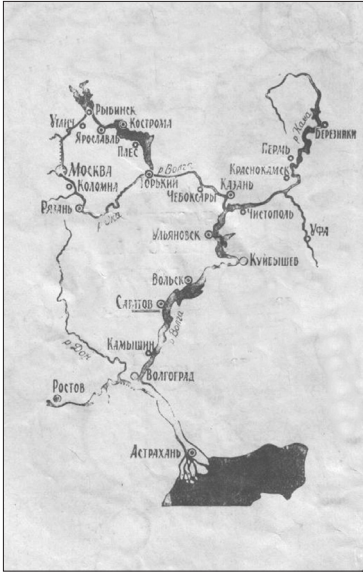 Рыбинск
Углич
Кострома
Ярославль
Плес
р. Кама
Березники
Пермь
Краснокамск
Москва
Коломна
р. Волга
Горький
Чебоксары
Казань
Рязань
р. Ока
Чистополь
Уфа
Ульяновск
Куйбышев
Вольск
Саратов
р. Волга
Камышин
р. Дон
Волгоград
Ростов
Астрахань